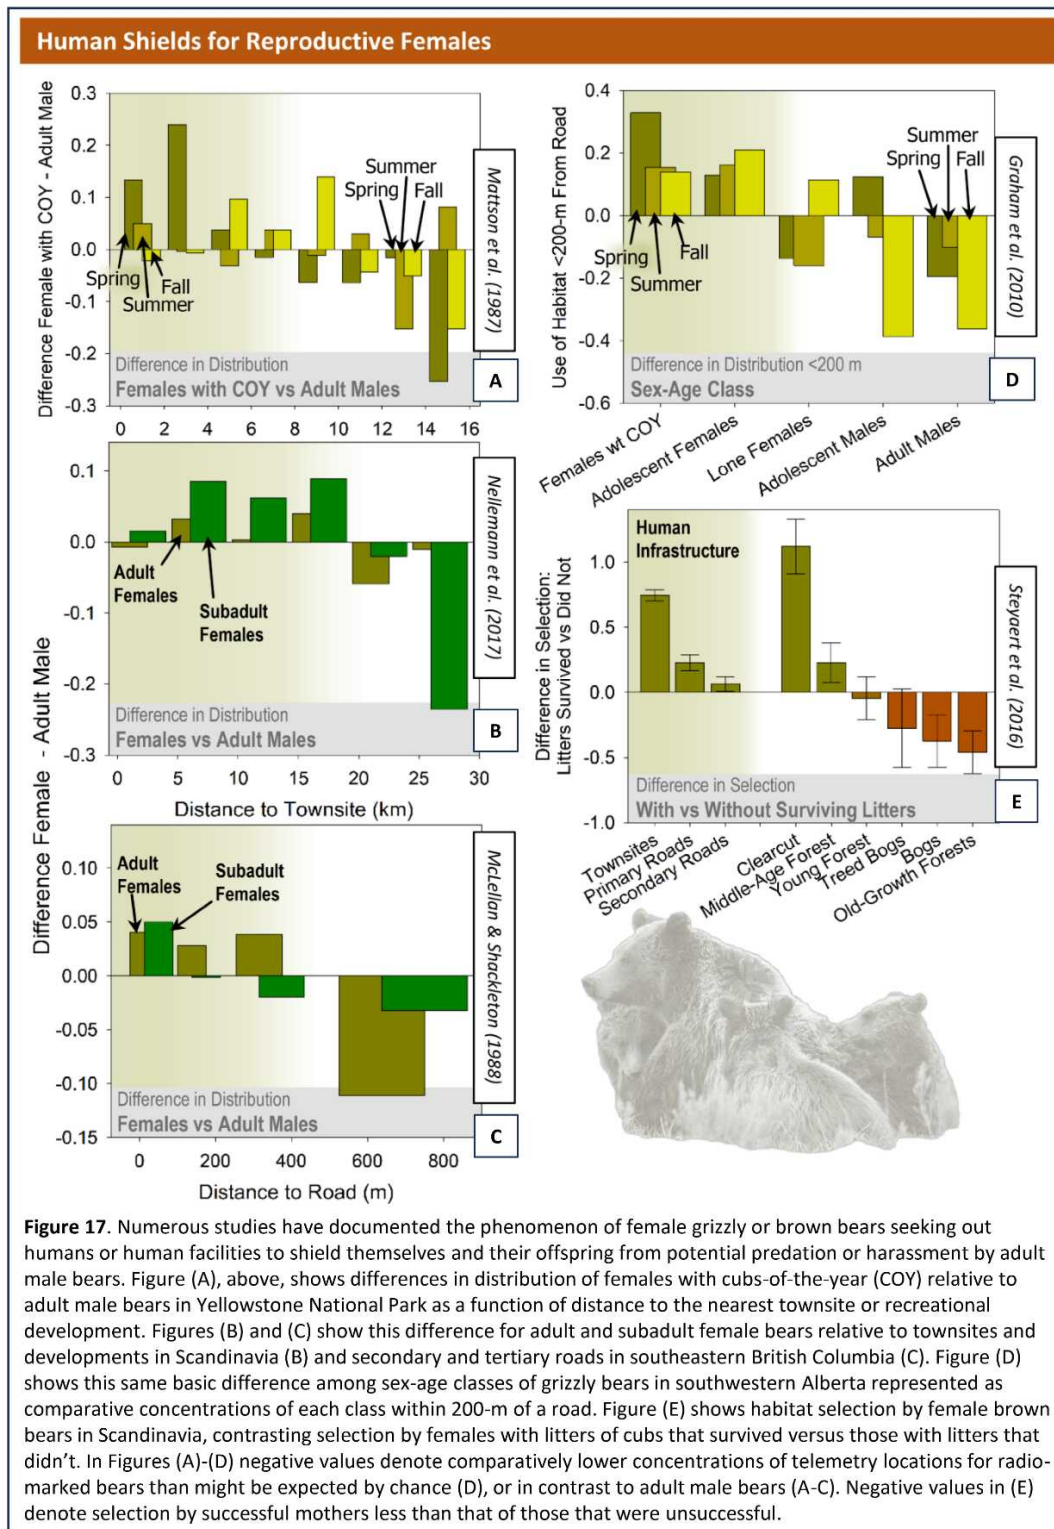 Human Shields for Reproductive Females
Difference Female with COY - Adult Male
0.3
0.2
0.1
0.0
-0.1
-0.2
-0.3
Spring
Summer
Fall
Summer
Spring
Fall
Difference in Distribution
Females with COY vs Adult Males
A
Mattson et al. (1987)
0 2 4 6 8 10 12 14 16
Difference Female - Adult Male
0.1
0.0
-0.1
-0.2
-0.3
Adult
Females
Subadult
Females
Difference in Distribution
Females vs Adult Males
B
Nellemann et al. (2017)
0 5 10 15 20 25 30
Distance to Townsite (km)
0.10
0.05
0.00
-0.05
-0.10
-0.15
Adult
Females
Subadult
Females
Difference in Distribution
Females vs Adult Males
C
McLellan & Shackleton (1988)
0 200 400 600 800
Distance to Road (m)
Use of Habitat <200-m From Road
0.4
0.2
0.0
-0.2
-0.4
-0.6
Spring
Summer
Fall
Summer
Spring
Fall
Difference in Distribution <200 m
Sex-Age Class
D
Graham et al. (2010)
Females wt COY
Adolescent Females
Lone Females
Adolescent Males
Adult Males
Difference in Selection:
Litters Survived vs Did Not
1.0
0.5
0.0
-0.5
-1.0
Human
Infrastructure
Difference in Selection
With vs Without Surviving Litters
E
Steyaert et al. (2016)
Townsites
Primary Roads
Secondary Roads
Clearcut
Middle-Age Forest
Young Forest
Treed Bogs
Bogs
Old-Growth Forests
Figure 17. Numerous studies have documented the phenomenon of female grizzly or brown bears seeking out
humans or human facilities to shield themselves and their offspring from potential predation or harassment by adult
male bears. Figure (A), above, shows differences in distribution of females with cubs-of-the-year (COY) relative to
adult male bears in Yellowstone National Park as a function of distance to the nearest townsite or recreational
development. Figures (B) and (C) show this difference for adult and subadult female bears relative to townsites and
developments in Scandinavia (B) and secondary and tertiary roads in southeastern British Columbia (C). Figure (D)
shows this same basic difference among sex-age classes of grizzly bears in southwestern Alberta represented as
comparative concentrations of each class within 200-m of a road. Figure (E) shows habitat selection by female brown
bears in Scandinavia, contrasting selection by females with litters of cubs that survived versus those with litters that
didn't. In Figures (A)-(D) negative values denote comparatively lower concentrations of telemetry locations for radio-
marked bears than might be expected by chance (D), or in contrast to adult male bears (A-C). Negative values in (E)
denote selection by successful mothers less than that of those that were unsuccessful.